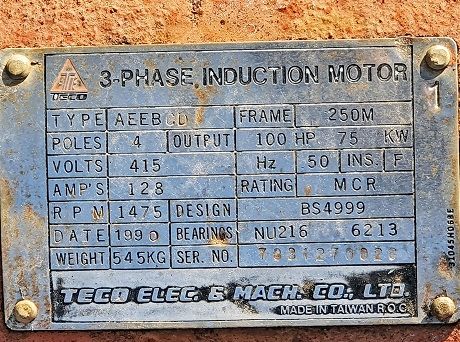 TECO 3-PHASE INDUCTION MOTOR
TYPE AEEB FRAME 250M
POLES 4 OUTPUT 100 HP 75 KW
VOLTS 415 Hz 50 INS. F
AMP'S 128 RATING MCR
RPM 1475 DESIGN BS4999
DATE 1990 BEARINGS NU216 6213
WEIGHT 545KG SER. NO.
TECO ELEC. & MACH. CO., LTD.
MADE IN TAIWAN R.O.C.
1